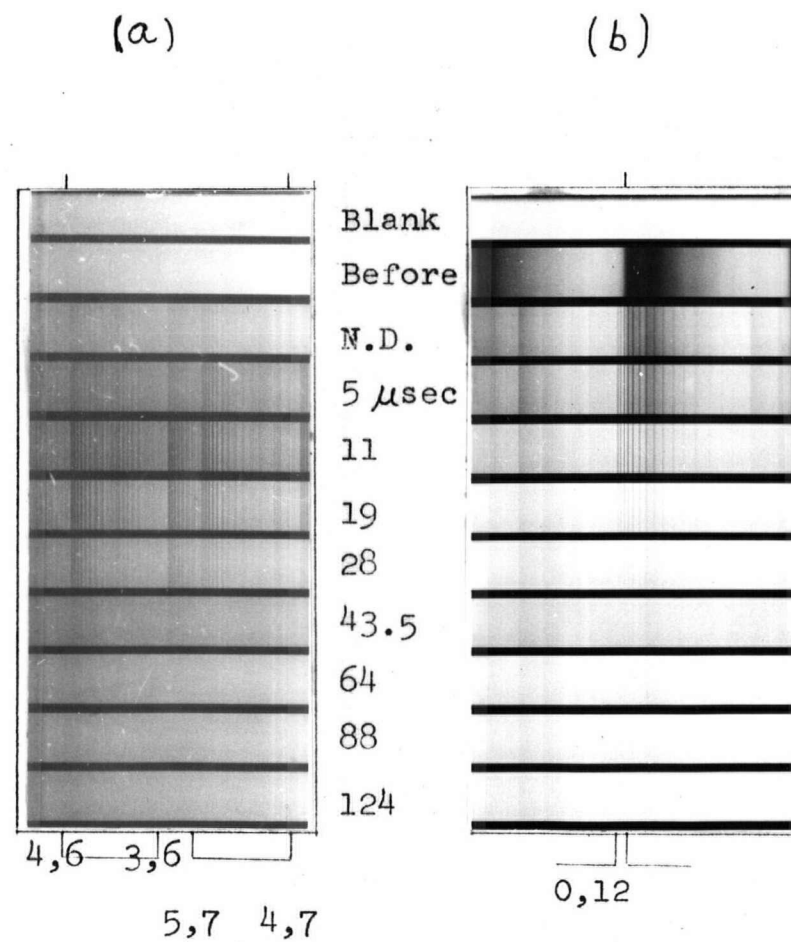 (a) (b)
Blank
Before
N.D.
5 μsec
11
19
28
43.5
64
88
124
4,6 3,6
0,12
5,7 4,7